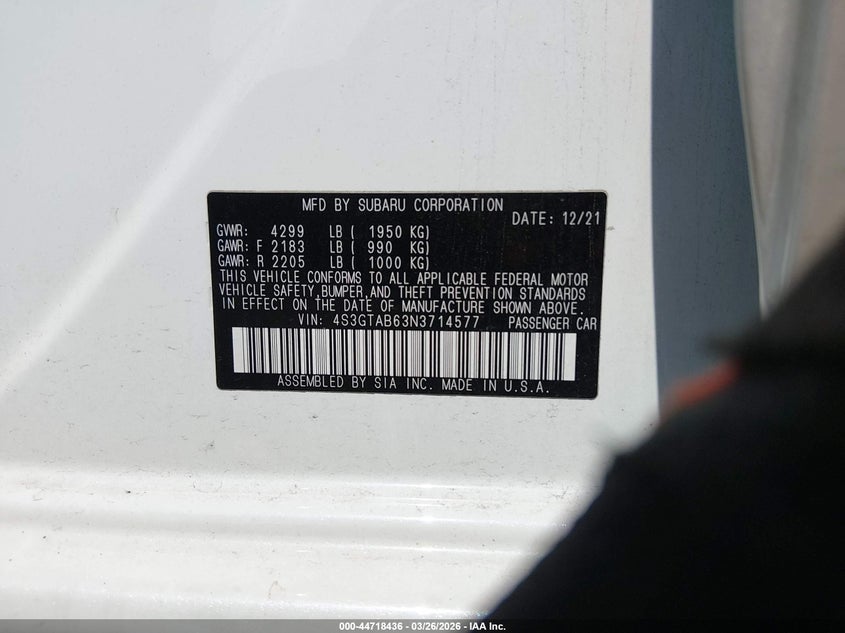 MFD BY SUBARU CORPORATION
DATE: 12/21
GVWR: 4299 LB ( 1950 KG)
GAWR: F 2183 LB ( 990 KG)
GAWR: R 2205 LB ( 1000 KG)
THIS VEHICLE CONFORMS TO ALL APPLICABLE FEDERAL MOTOR
VEHICLE SAFETY,BUMPER,AND THEFT PREVENTION STANDARDS
IN EFFECT ON THE DATE OF MANUFACTURE SHOWN ABOVE.
VIN: 4S3GTAB63N3714577 PASSENGER CAR
ASSEMBLED BY SIA INC. MADE IN U.S.A.
000-44718436 - 03/26/2026 - IAA Inc.